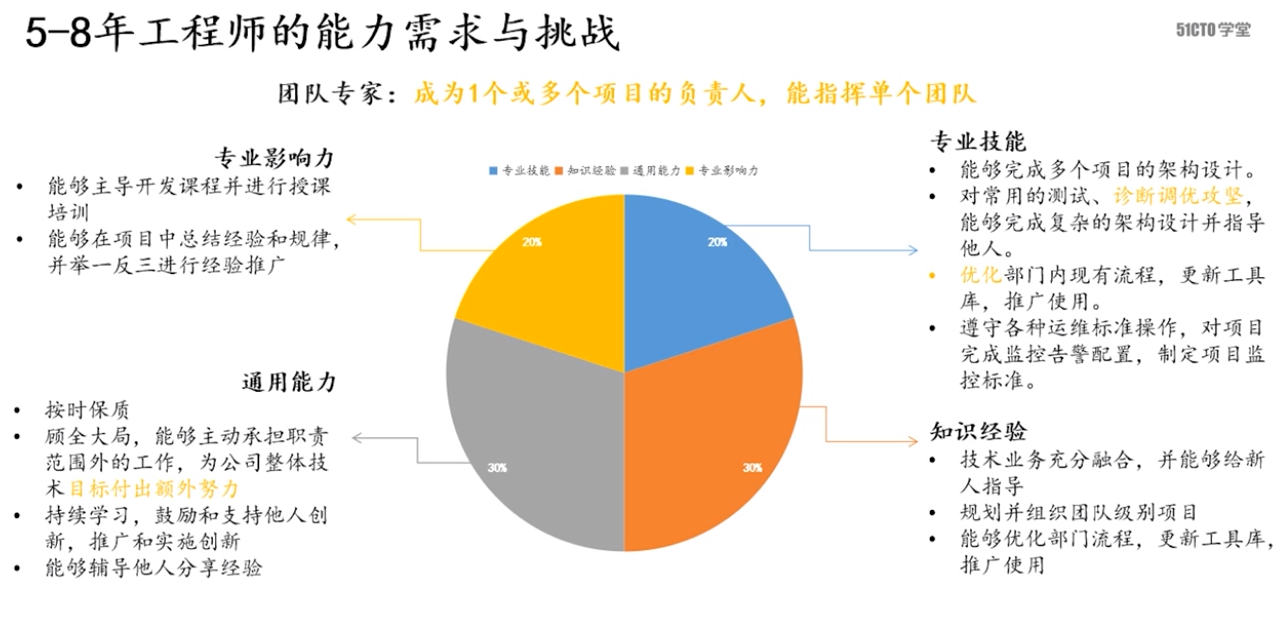 5-8年工程师的能力需求与挑战
51CTO学堂
团队专家：成为1个或多个项目的负责人，能指挥单个团队
专业影响力
• 能够主导开发课程并进行授课
培训
• 能够在项目中总结经验和规律，
并举一反三进行经验推广
通用能力
• 按时保质
• 顾全大局，能够主动承担职责
范围外的工作，为公司整体技
术目标付出额外努力
• 持续学习，鼓励和支持他人创
新，推广和实施创新
• 能够辅导他人分享经验
专业技能 知识经验 通用能力 专业影响力
20%
20%
30%
30%
专业技能
• 能够完成多个项目的架构设计。
• 对常用的测试、诊断调优攻坚，
能够完成复杂的架构设计并指导
他人。
• 优化部门内现有流程，更新工具
库，推广使用。
• 遵守各种运维标准操作，对项目
完成监控告警配置，制定项目监
控标准。
知识经验
• 技术业务充分融合，并能够给新
人指导
• 规划并组织团队级别项目
• 能够优化部门流程，更新工具库，
推广使用